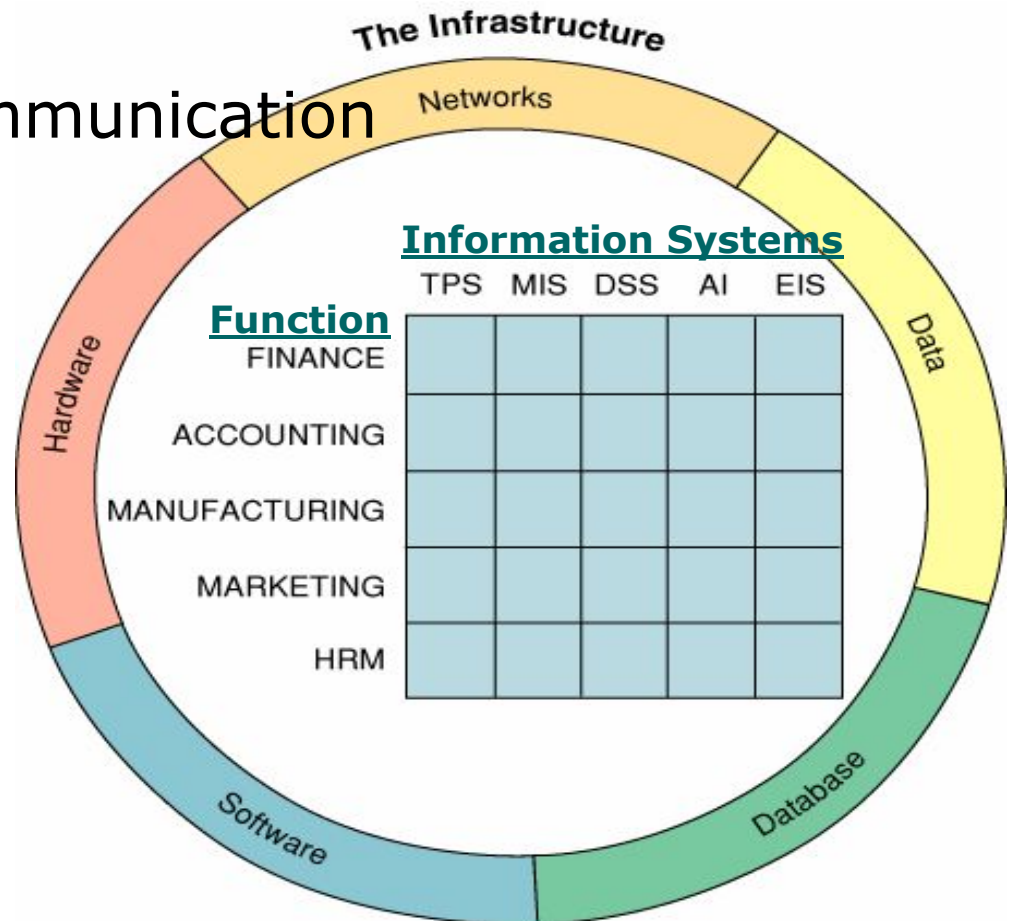 The Infrastructure
mmunication
Networks
Information Systems
TPS MIS DSS AI EIS
Function
FINANCE
Hardware
Data
ACCOUNTING
MANUFACTURING
MARKETING
HRM
Software
Database